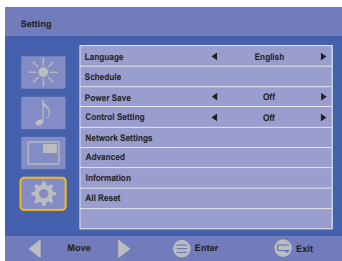 Setting
Language English
Schedule
Power Save Off
Control Setting Off
Network Settings
Advanced
Information
All Reset
Move Enter Exit